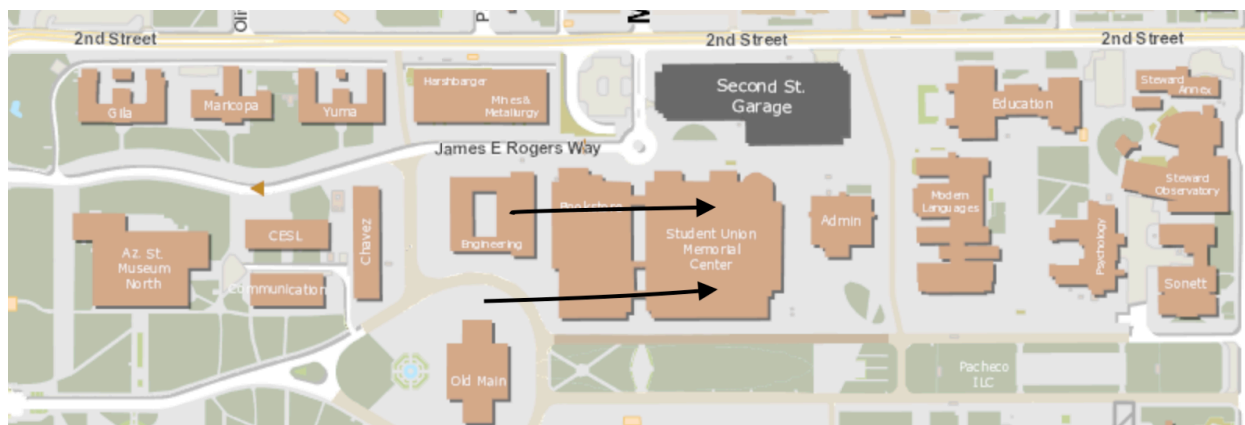 2nd Street
2nd Street
2nd Street
Gila
Maricopa
Yuma
Harshbarger
Mines &
Metallurgy
Second St.
Garage
Education
Steward
Annex
James E Rogers Way
Az. St.
Museum
North
CESL
Communication
Chavez
Engineering
Bookstore
Student Union
Memorial
Center
Admin
Modern
Languages
Psychology
Steward
Observatory
Sonett
Old Main
Pacheco
ILC